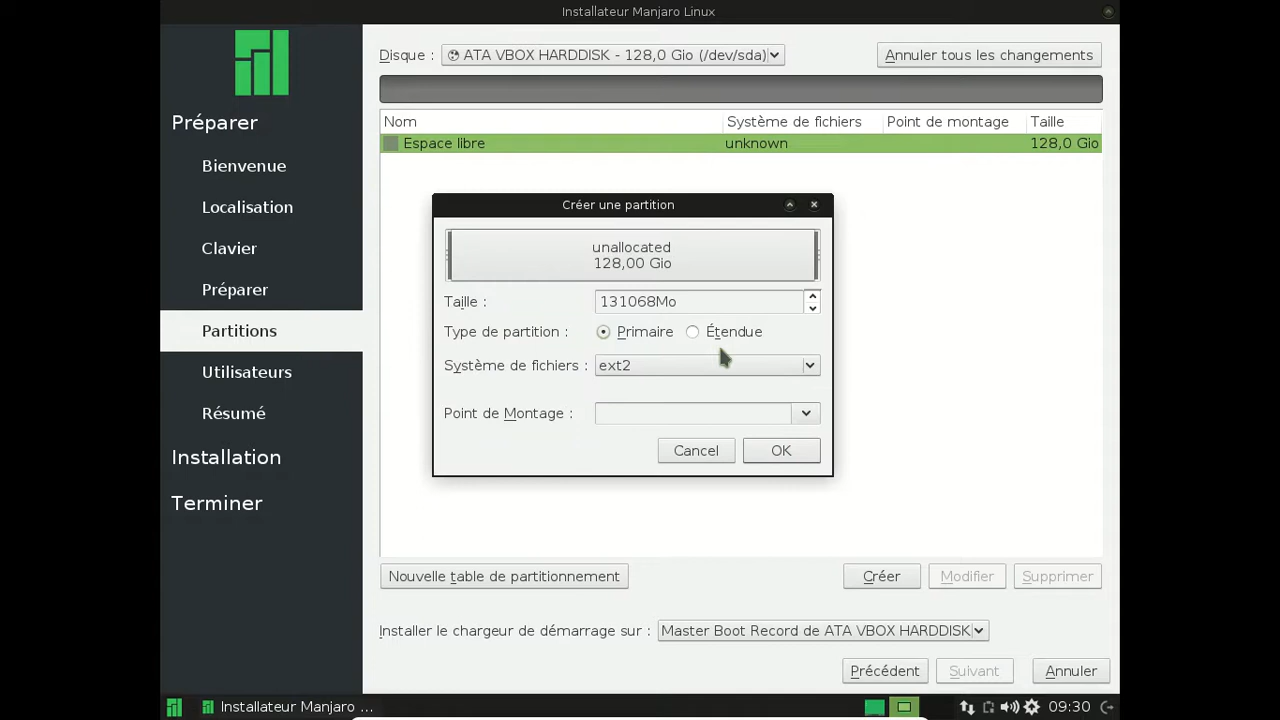 Installateur Manjaro Linux
Disque : ATA VBOX HARDDISK - 128,0 Gio (/dev/sda) Annuler tous les changements
Préparer
Nom Système de fichiers Point de montage Taille
Espace libre unknown 128,0 Gio
Bienvenue
Localisation
Clavier
Préparer
Partitions
Utilisateurs
Résumé
Installation
Terminer
Créer une partition
unallocated
128,00 Gio
Taille : 131068Mo
Type de partition : Primaire Étendue
Système de fichiers : ext2
Point de Montage :
Cancel OK
Nouvelle table de partitionnement Créer Modifier Supprimer
Installer le chargeur de démarrage sur : Master Boot Record de ATA VBOX HARDDISK
Précédent Suivant Annuler
Installateur Manjaro ... 09:30